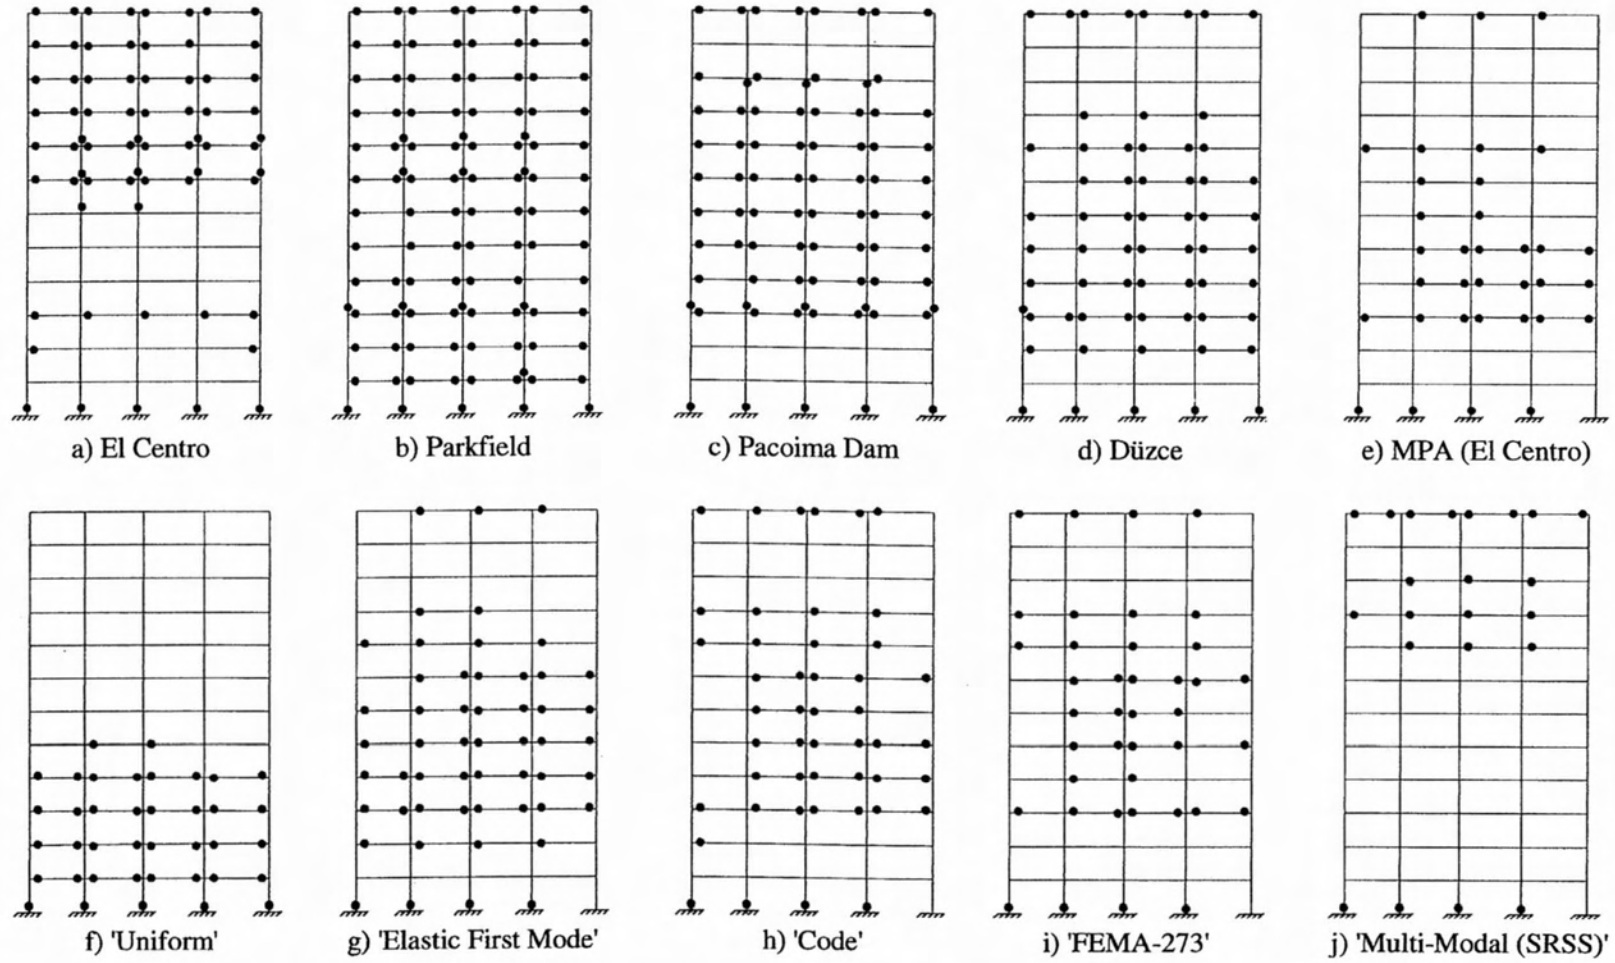 a) El Centro
b) Parkfield
c) Pacoima Dam
d) Düzce
e) MPA (El Centro)
f) 'Uniform'
g) 'Elastic First Mode'
h) 'Code'
i) 'FEMA-273'
j) 'Multi-Modal (SRSS)'